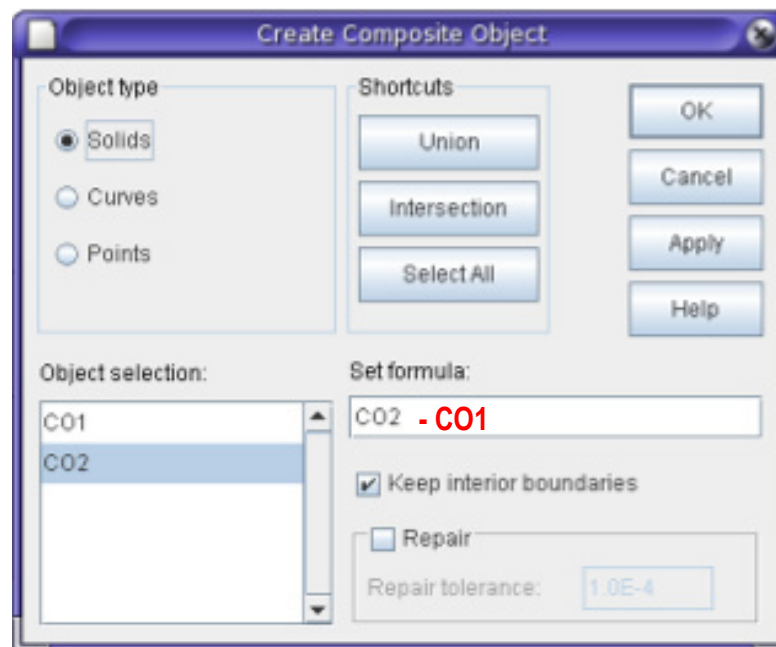 Create Composite Object
Object type
Solids
Curves
Points
Shortcuts
Union
Intersection
Select All
OK
Cancel
Apply
Help
Object selection:
CO1
CO2
Set formula:
CO2 - CO1
Keep interior boundaries
Repair
Repair tolerance: 1.0E-4